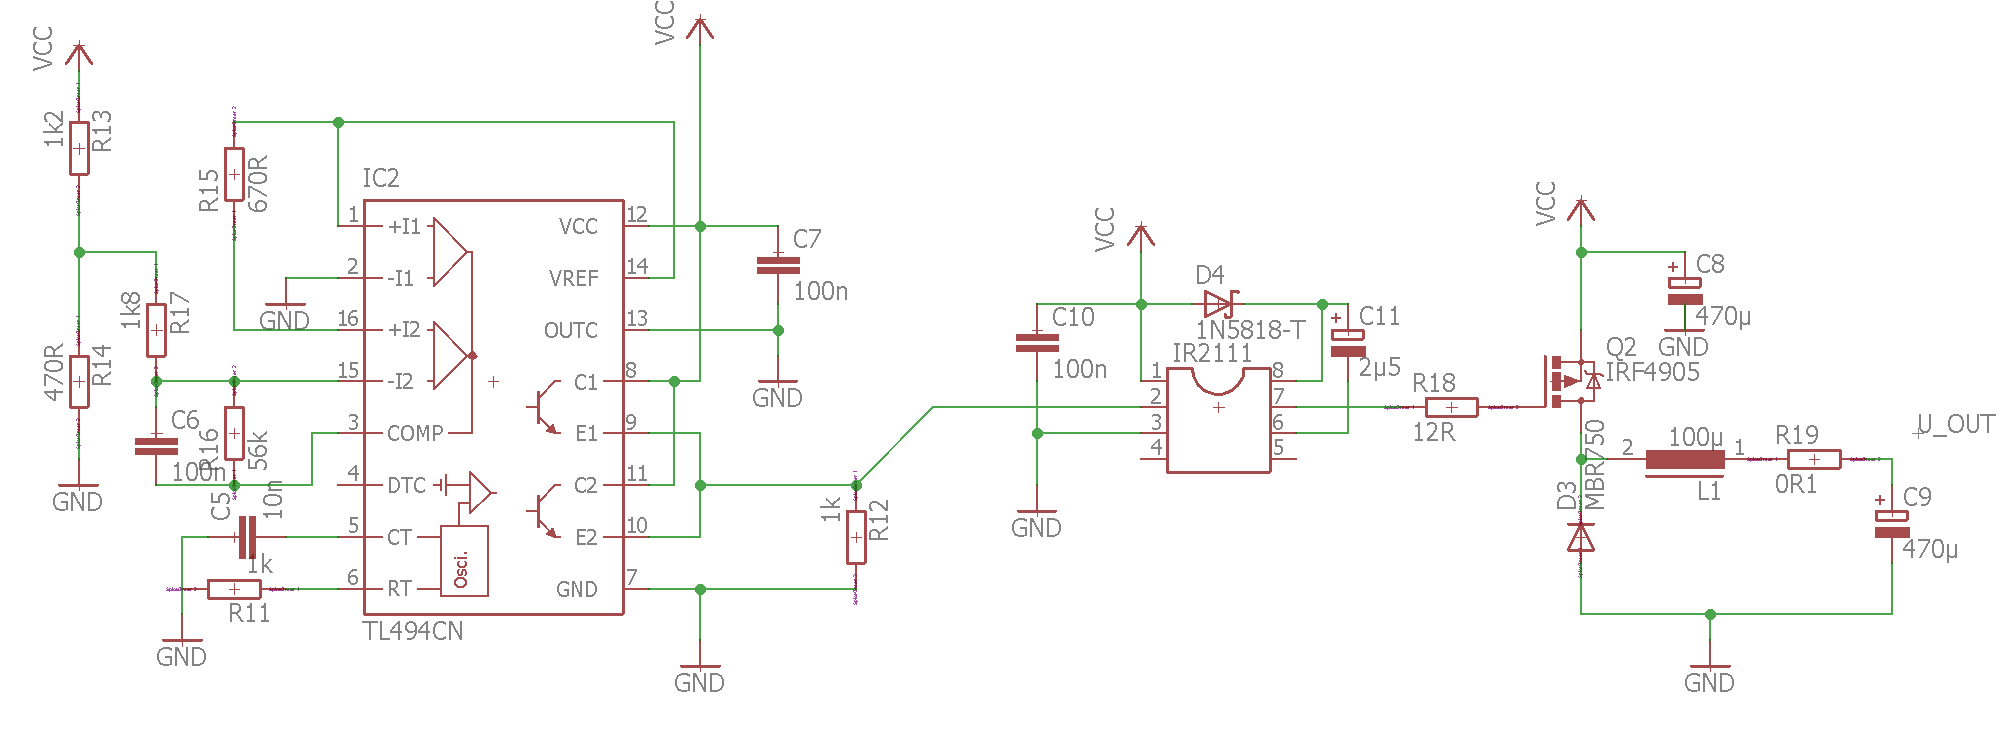 VCC
1k2
R13
R15
670R
470R
R14
1k8
R17
C6
100n
R16
56k
GND
GND
C5
10n
1k
R11
GND
IC2
1
+I1
2
-I1
16
+I2
15
-I2
3
COMP
4
DTC
5
CT
6
RT
Osci.
VCC
12
VREF
14
OUTC
13
C1
8
E1
9
C2
11
E2
10
GND
7
TL494CN
VCC
C7
100n
GND
1k
R12
GND
VCC
D4
1N5818-T
IR2111
C10
100n
GND
1
2
3
4
8
7
6
5
C11
2µ5
R18
12R
VCC
C8
470µ
GND
Q2
IRF4905
D3
MBR750
2
100µ
1
L1
R19
0R1
U_OUT
C9
470µ
GND